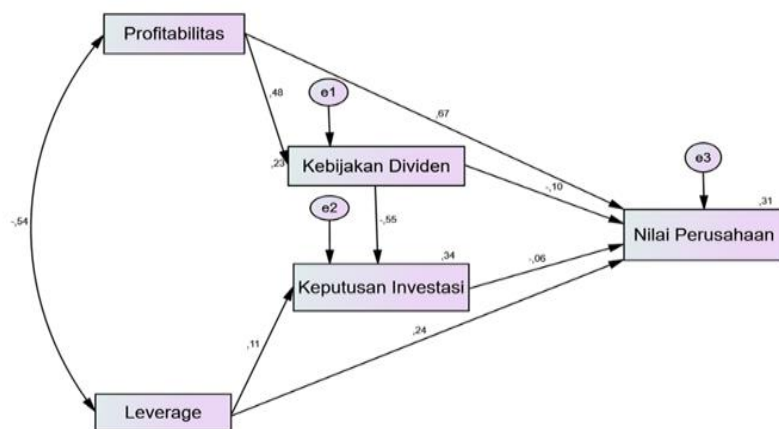 Profitabilitas
e1
,48
,67
,23
Kebijakan Dividen
e3
-,10
e2
,31
-,54
-,55
Nilai Perusahaan
,34
-,06
Keputusan Investasi
,24
,11
Leverage